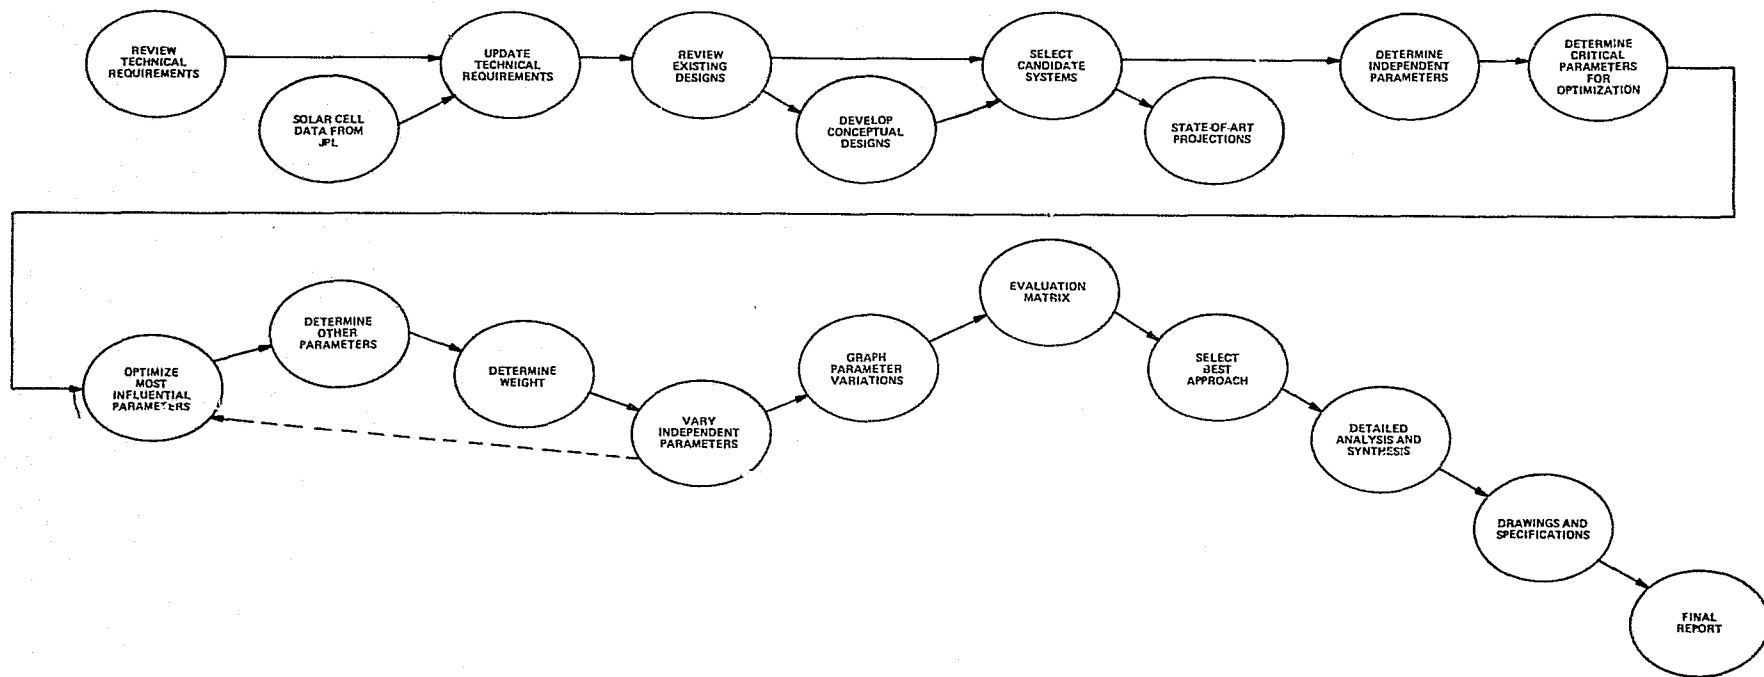 REVIEW
TECHNICAL
REQUIREMENTS
SOLAR CELL
DATA FROM
JPL
UPDATE
TECHNICAL
REQUIREMENTS
REVIEW
EXISTING
DESIGNS
DEVELOP
CONCEPTUAL
DESIGNS
SELECT
CANDIDATE
SYSTEMS
STATE-OF-ART
PROJECTIONS
DETERMINE
INDEPENDENT
PARAMETERS
DETERMINE
CRITICAL
PARAMETERS
FOR
OPTIMIZATION
OPTIMIZE
MOST
INFLUENTIAL
PARAMETERS
DETERMINE
OTHER
PARAMETERS
DETERMINE
WEIGHT
VARY
INDEPENDENT
PARAMETERS
GRAPH
PARAMETER
VARIATIONS
EVALUATION
MATRIX
SELECT
BEST
APPROACH
DETAILED
ANALYSIS AND
SYNTHESIS
DRAWINGS AND
SPECIFICATIONS
FINAL
REPORT